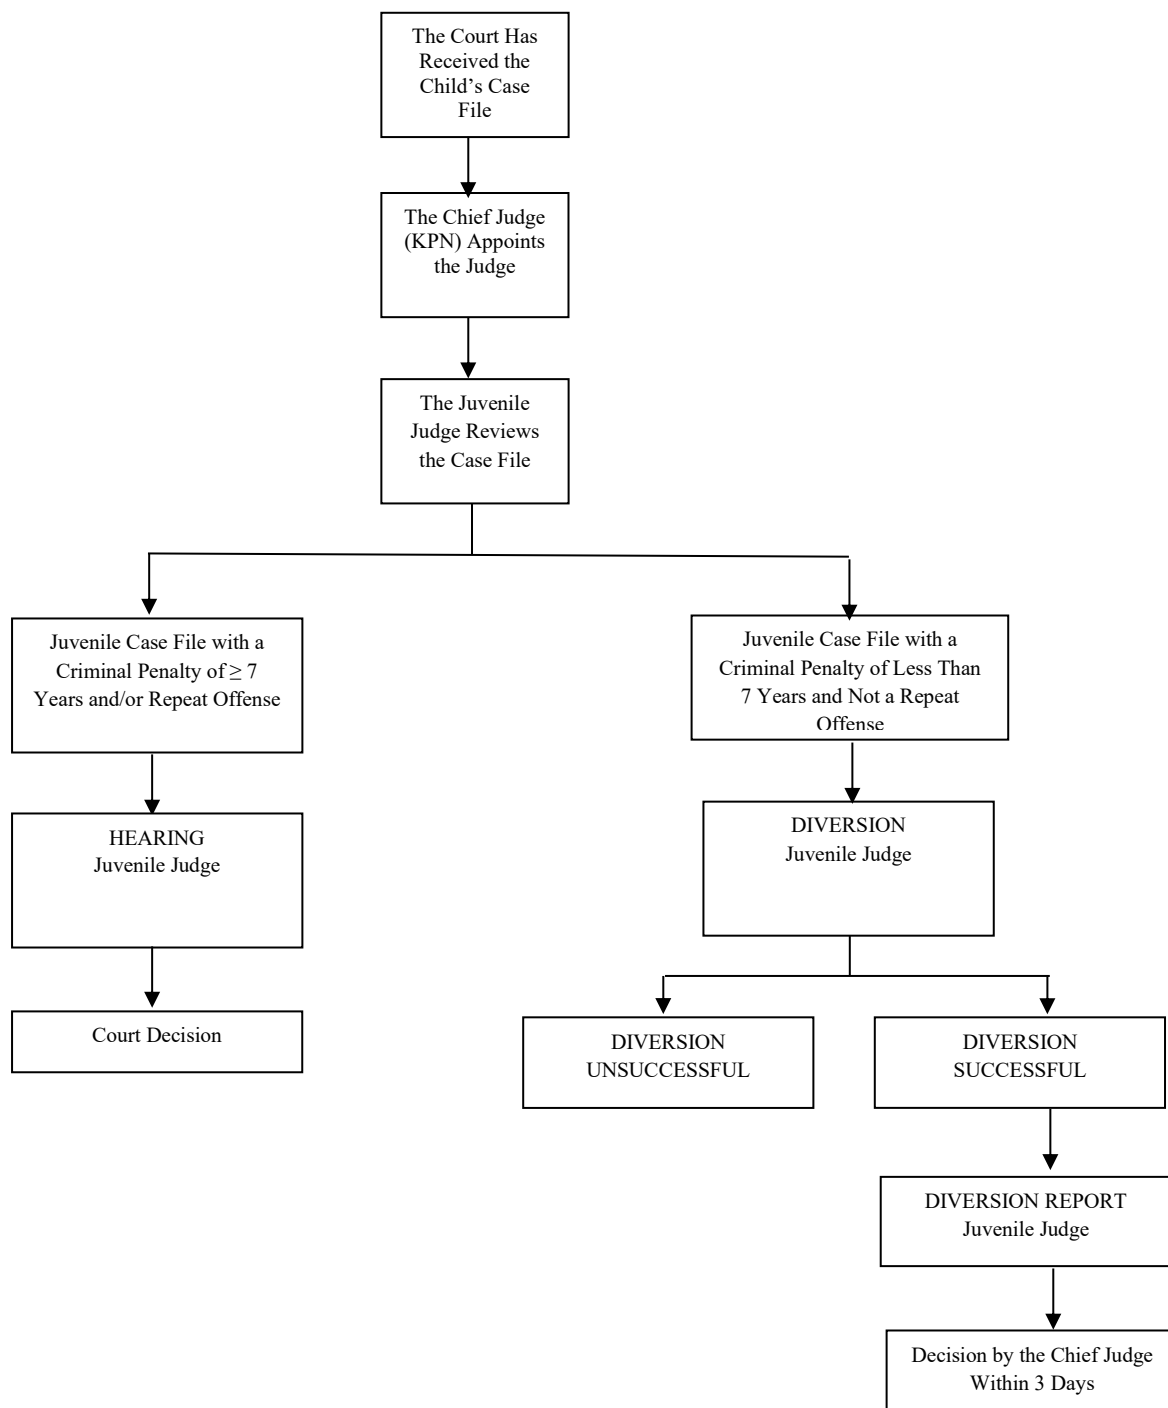 The Court Has
Received the
Child's Case
File
The Chief Judge
(KPN) Appoints
the Judge
The Juvenile
Judge Reviews
the Case File
Juvenile Case File with a
Criminal Penalty of ≥ 7
Years and/or Repeat Offense
Juvenile Case File with a
Criminal Penalty of Less Than
7 Years and Not a Repeat
Offense
HEARING
Juvenile Judge
DIVERSION
Juvenile Judge
Court Decision
DIVERSION
UNSUCCESSFUL
DIVERSION
SUCCESSFUL
DIVERSION REPORT
Juvenile Judge
Decision by the Chief Judge
Within 3 Days